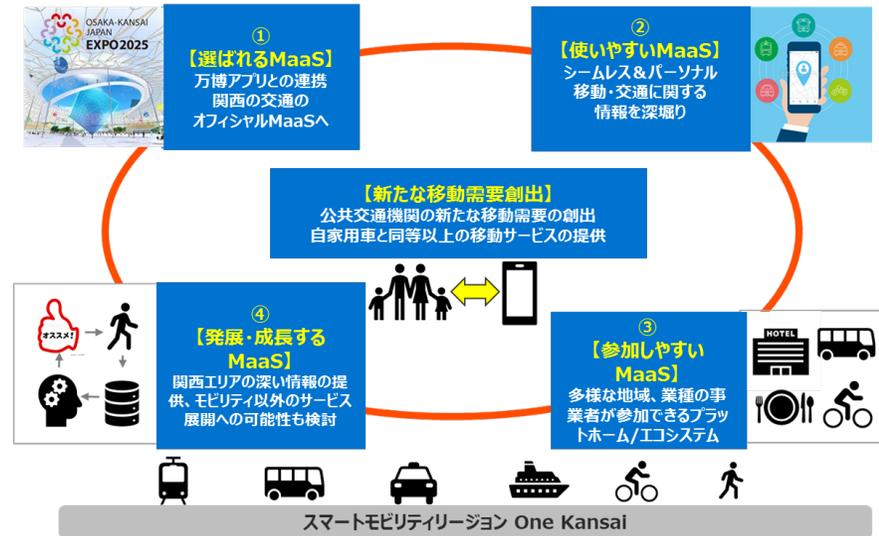 OSAKA-KANSAI
JAPAN
EXPO2025
①
【選ばれるMaaS】
万博アプリとの連携
関西の交通の
オフィシャルMaaSへ
②
【使いやすいMaaS】
シームレス＆パーソナル
移動・交通に関する
情報を深堀り
【新たな移動需要創出】
公共交通機関の新たな移動需要の創出
自家用車と同等以上の移動サービスの提供
オススメ!
④
【発展・成長する
MaaS】
関西エリアの深い情報の提
供、モビリティ以外のサービス
展開への可能性も検討
③
【参加しやすい
MaaS】
多様な地域、業種の事
業者が参加できるプラッ
トホーム/エコシステム
HOTEL
スマートモビリティリージョン One Kansai